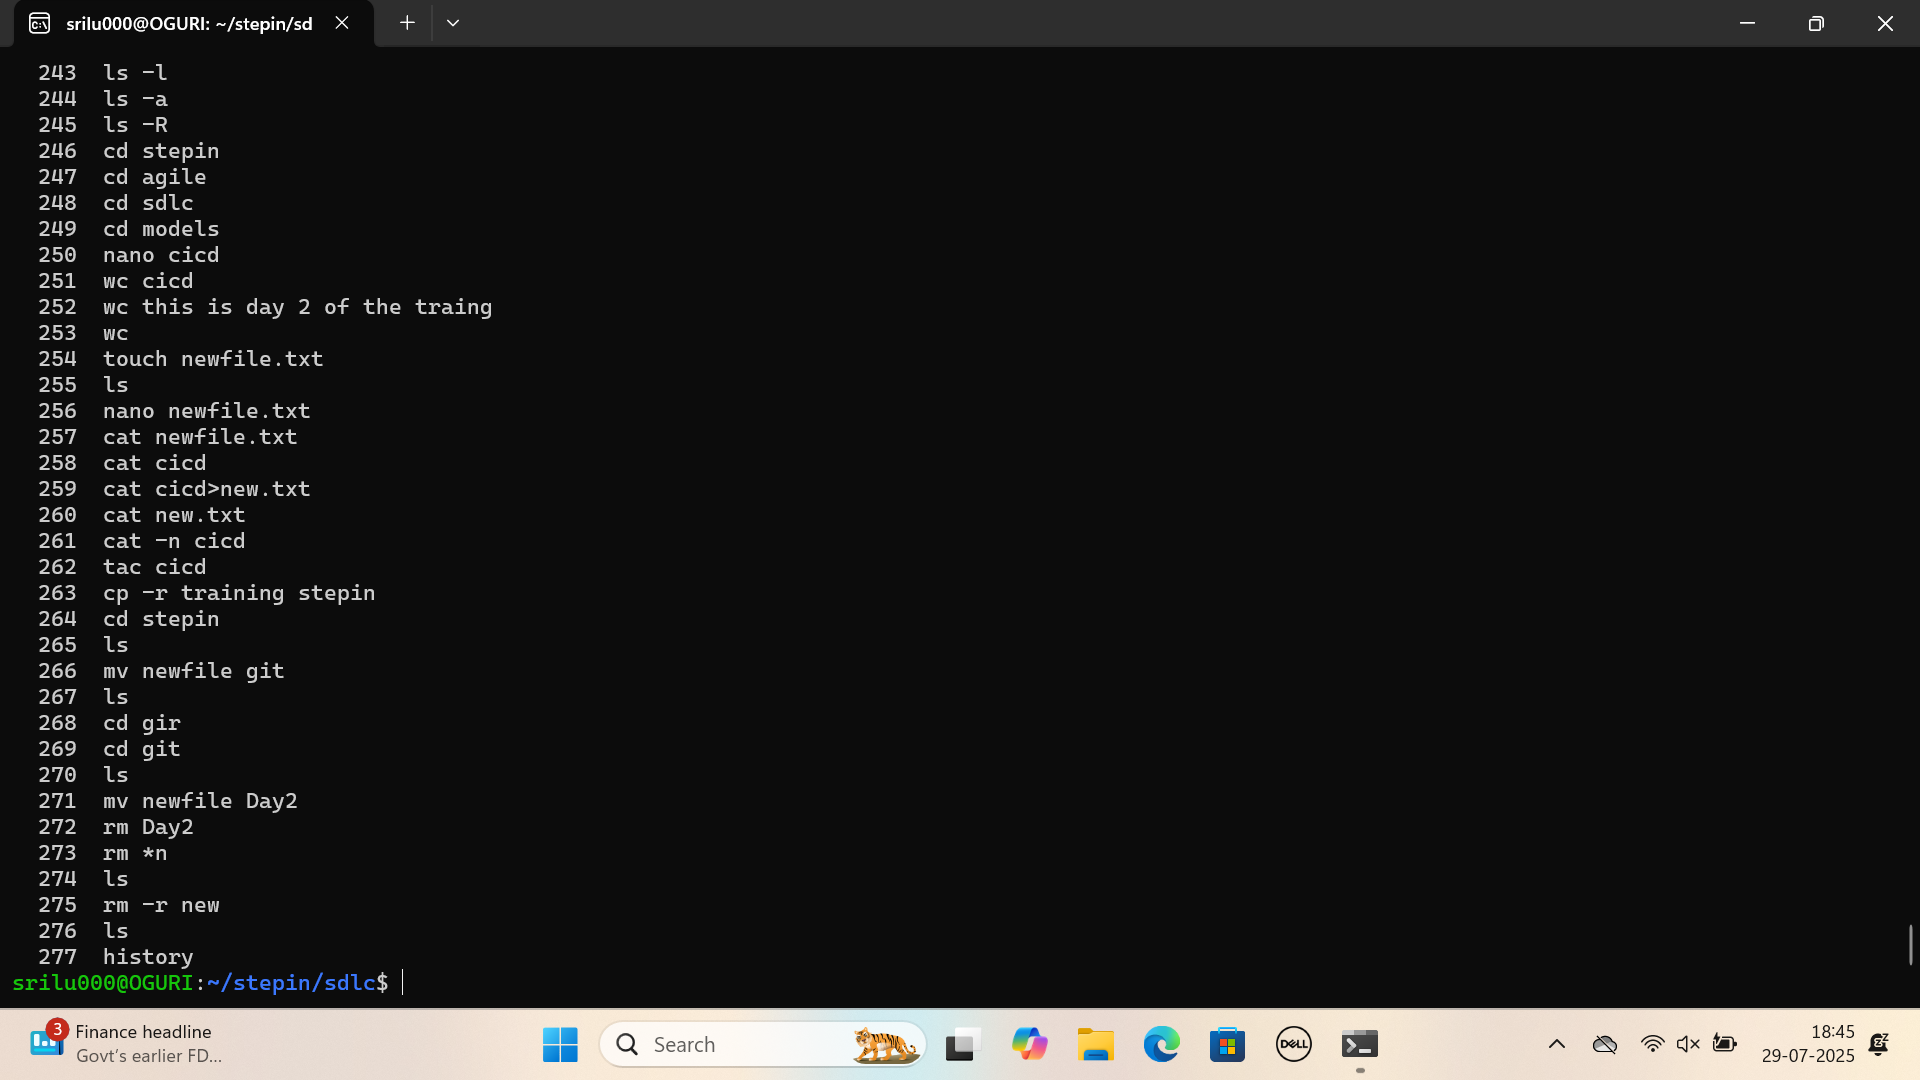 srilu000@OGURI: ~/stepin/sd
243 ls -l
244 ls -a
245 ls -R
246 cd stepin
247 cd agile
248 cd sdlc
249 cd models
250 nano cicd
251 wc cicd
252 wc this is day 2 of the traing
253 wc
254 touch newfile.txt
255 ls
256 nano newfile.txt
257 cat newfile.txt
258 cat cicd
259 cat cicd>new.txt
260 cat new.txt
261 cat -n cicd
262 tac cicd
263 cp -r training stepin
264 cd stepin
265 ls
266 mv newfile git
267 ls
268 cd gir
269 cd git
270 ls
271 mv newfile Day2
272 rm Day2
273 rm *n
274 ls
275 rm -r new
276 ls
277 history
srilu000@OGURI:~/stepin/sdlc$
3
Finance headline
Govt's earlier FD...
Search
DELL
18:45
29-07-2025